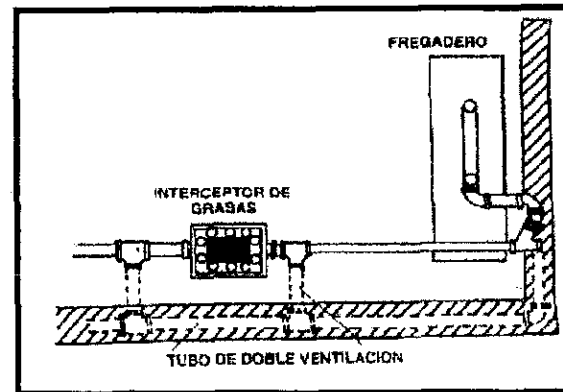 FREGADERO
INTERCEPTOR DE
GRASAS
TUBO DE DOBLE VENTILACION